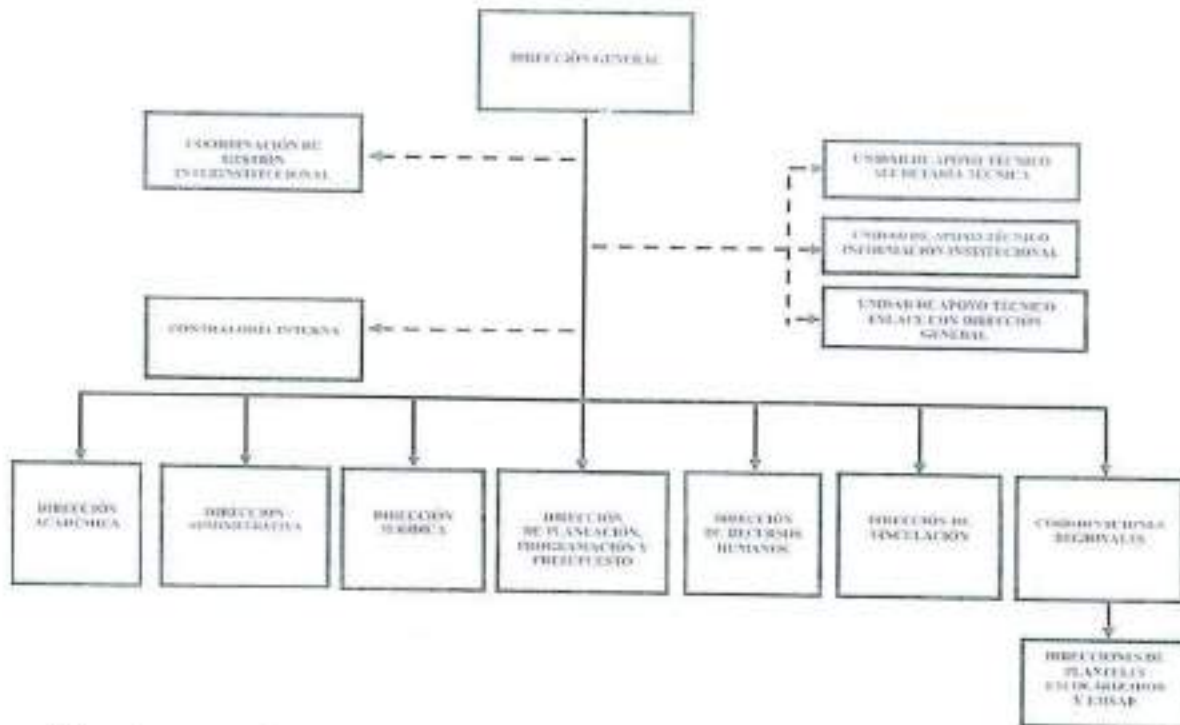 DIRECCIÓN GENERAL
COORDINACIÓN DE
GESTIÓN
INTERINSTITUCIONAL
UNIDAD DE APOYO TÉCNICO
SECRETARÍA TÉCNICA
UNIDAD DE APOYO TÉCNICO
INFORMACIÓN INSTITUCIONAL
UNIDAD DE APOYO TÉCNICO
ENLACE CON DIRECCIÓN
GENERAL
CONTRALORÍA INTERNA
DIRECCIÓN
ACADÉMICA
DIRECCIÓN
ADMINISTRATIVA
DIRECCIÓN
JURÍDICA
DIRECCIÓN
DE PLANEACIÓN,
PROGRAMACIÓN Y
PRESUPUESTO
DIRECCIÓN
DE RECURSOS
HUMANOS
DIRECCIÓN DE
VINCULACIÓN
COORDINACIONES
REGIONALES
DIRECCIONES DE
PLANTELES
ESCOLARIZADOS
Y EMSAD